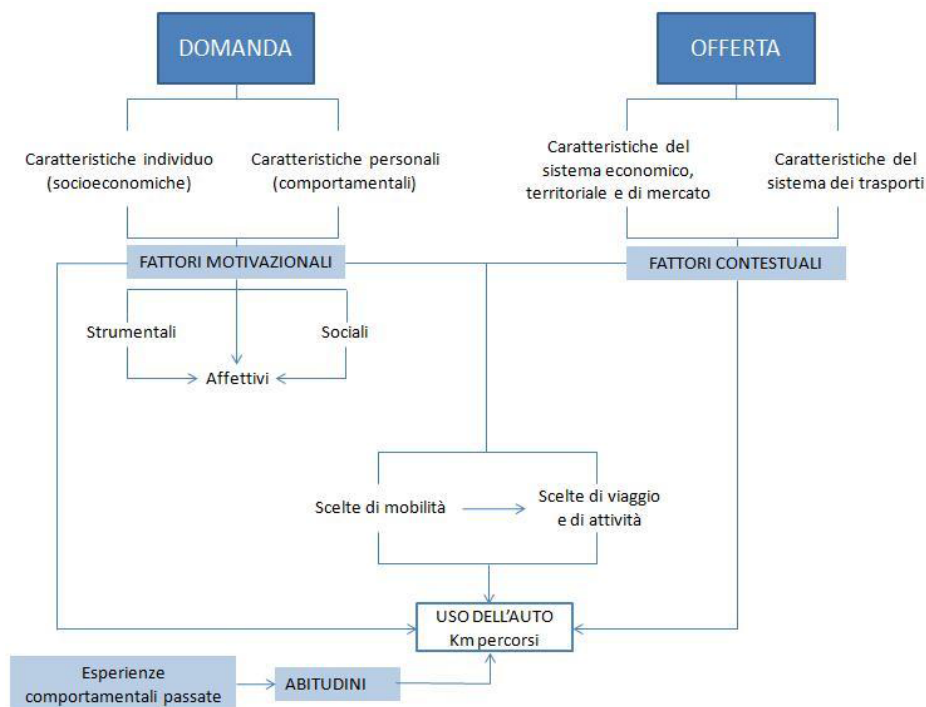 DOMANDA
OFFERTA
Caratteristiche individuo
(socioeconomiche)
Caratteristiche personali
(comportamentali)
Caratteristiche del
sistema economico,
territoriale e di mercato
Caratteristiche del
sistema dei trasporti
FATTORI MOTIVAZIONALI
FATTORI CONTESTUALI
Strumentali
Sociali
Affettivi
Scelte di mobilità
Scelte di viaggio
e di attività
USO DELL'AUTO
Km percorsi
Esperienze
comportamentali passate
ABITUDINI